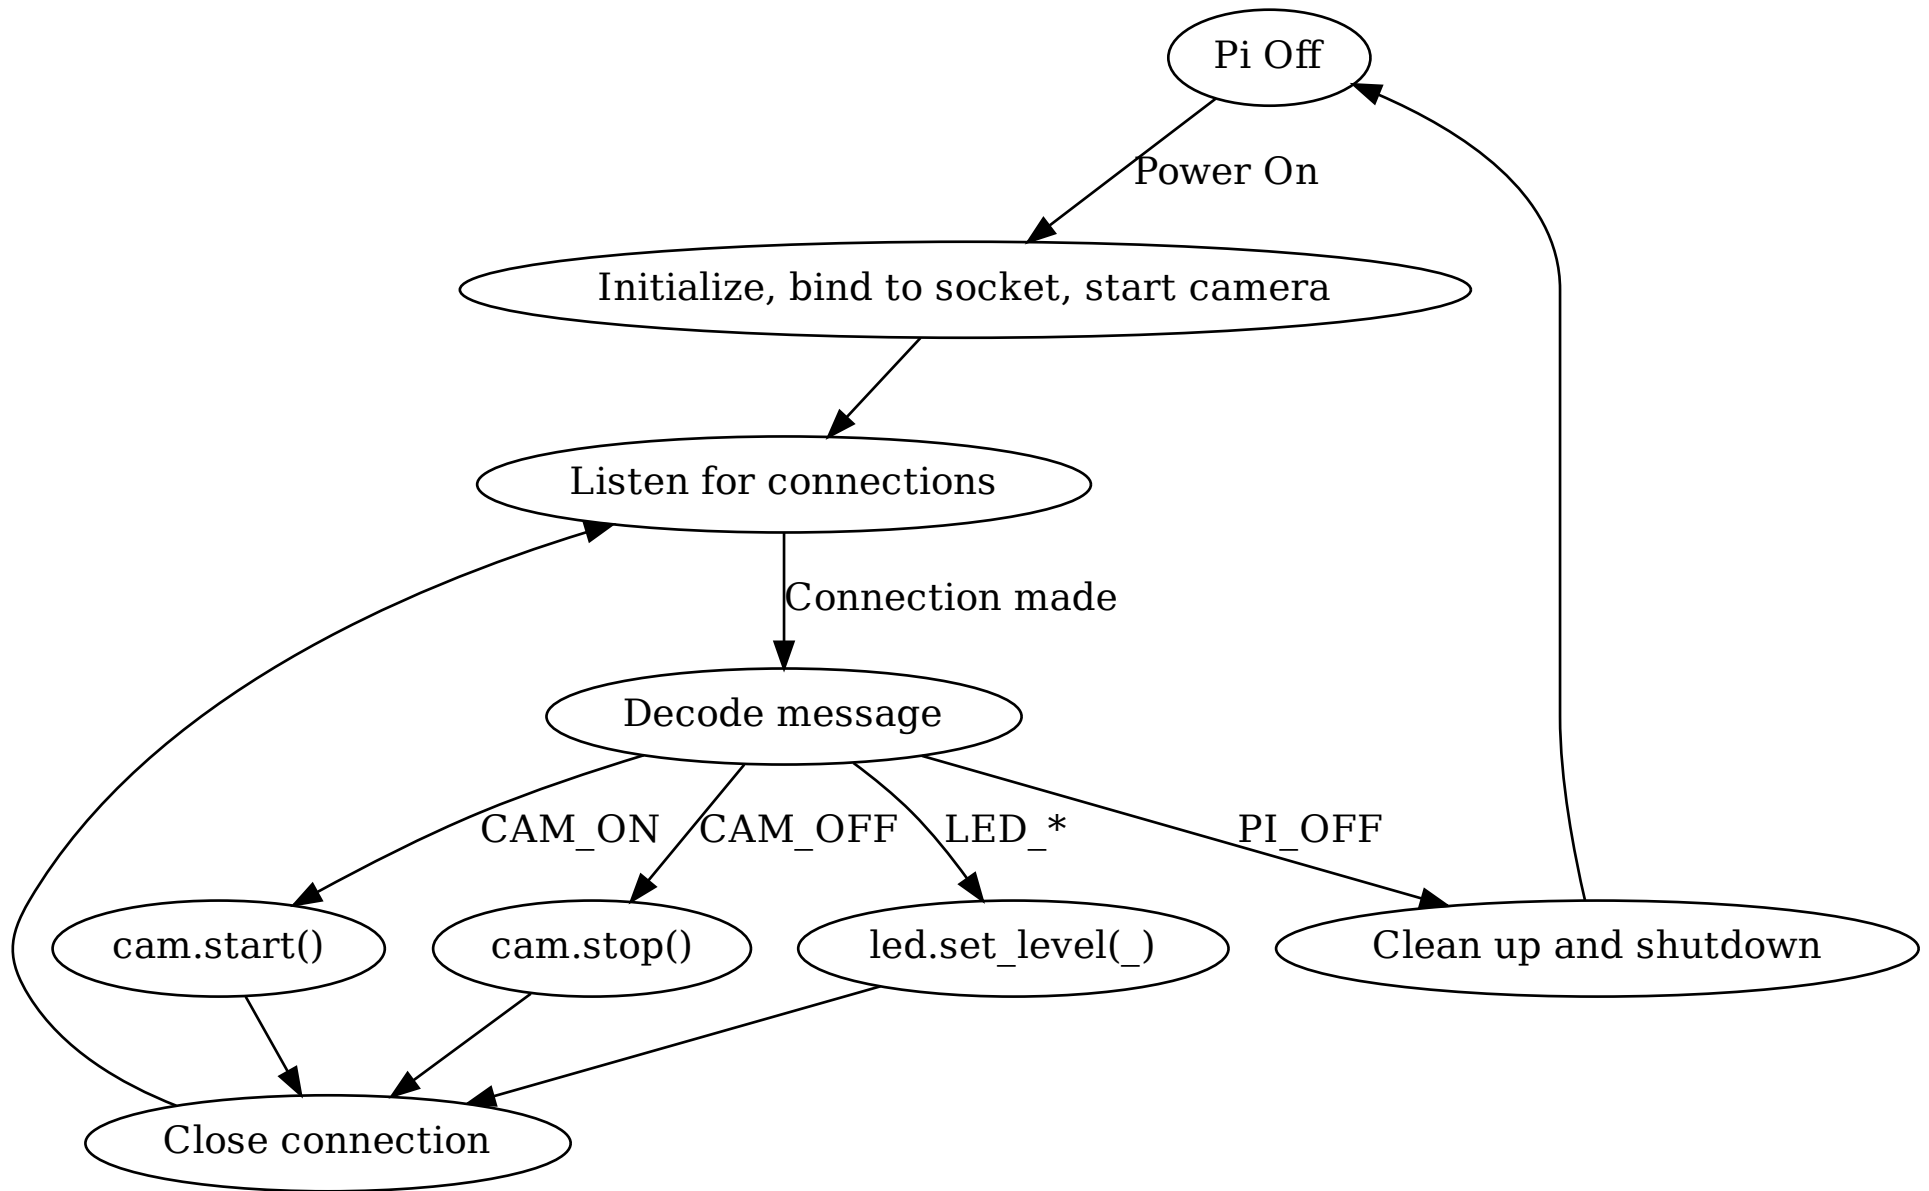 Pi Off
Power On
Initialize, bind to socket, start camera
Listen for connections
Connection made
Decode message
CAM_ON
CAM_OFF
LED_*
PI_OFF
cam.start()
cam.stop()
led.set_level(_)
Clean up and shutdown
Close connection